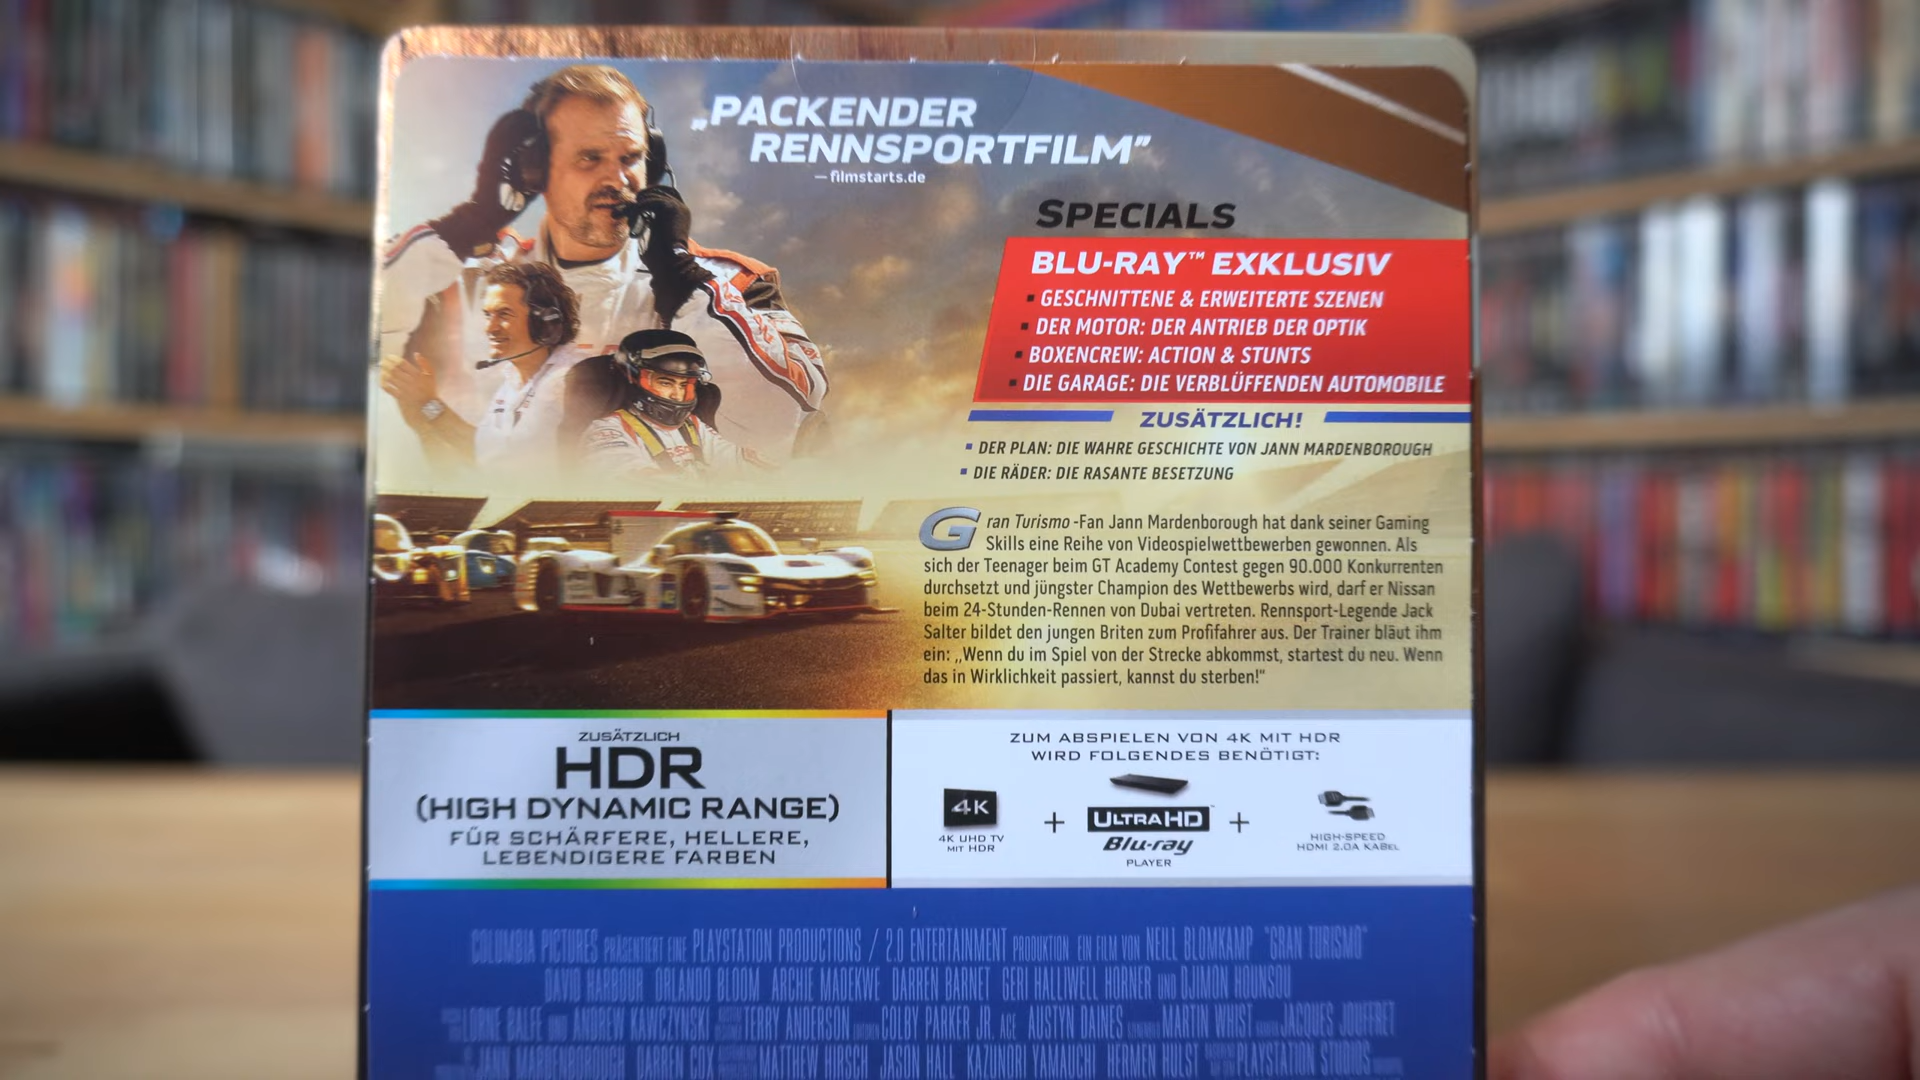 „PACKENDER
RENNSPORTFILM”
— filmstarts.de
SPECIALS
BLU-RAY™ EXKLUSIV
▪ GESCHNITTENE & ERWEITERTE SZENEN
▪ DER MOTOR: DER ANTRIEB DER OPTIK
▪ BOXENCREW: ACTION & STUNTS
▪ DIE GARAGE: DIE VERBLÜFFENDEN AUTOMOBILE
ZUSÄTZLICH!
▪ DER PLAN: DIE WAHRE GESCHICHTE VON JANN MARDENBOROUGH
▪ DIE RÄDER: DIE RASANTE BESETZUNG
Gran Turismo -Fan Jann Mardenborough hat dank seiner Gaming
Skills eine Reihe von Videospielwettbewerben gewonnen. Als
sich der Teenager beim GT Academy Contest gegen 90.000 Konkurrenten
durchsetzt und jüngster Champion des Wettbewerbs wird, darf er Nissan
beim 24-Stunden-Rennen von Dubai vertreten. Rennsport-Legende Jack
Salter bildet den jungen Briten zum Profifahrer aus. Der Trainer bläut ihm
ein: „Wenn du im Spiel von der Strecke abkommst, startest du neu. Wenn
das in Wirklichkeit passiert, kannst du sterben!“
ZUSÄTZLICH
HDR
(HIGH DYNAMIC RANGE)
FÜR SCHÄRFERE, HELLERE,
LEBENDIGERE FARBEN
ZUM ABSPIELEN VON 4K MIT HDR
WIRD FOLGENDES BENÖTIGT:
4K
4K UHD TV
MIT HDR
+
ULTRA HD
Blu-ray
PLAYER
+
HIGH-SPEED
HDMI 2.0A KABEL
COLUMBIA PICTURES PRÄSENTIERT EINE PLAYSTATION PRODUCTIONS / 2.0 ENTERTAINMENT PRODUKTION EIN FILM VON NEILL BLOMKAMP "GRAN TURISMO"
DAVID HARBOUR ORLANDO BLOOM ARCHIE MADEKWE DARREN BARNET GERI HALLIWELL HORNER UND DJIMON HOUNSOU
LORNE BALFE UND ANDREW KAWCZYNSKI TERRY ANDERSON COLBY PARKER JR, ACE AUSTYN DAINES MARTIN WHIST JACQUES JOUFFRET
JANN MARDENBOROUGH DARREN COX MATTHEW HIRSCH JASON HALL KAZUNORI YAMAUCHI HERMEN HULST PLAYSTATION STUDIOS